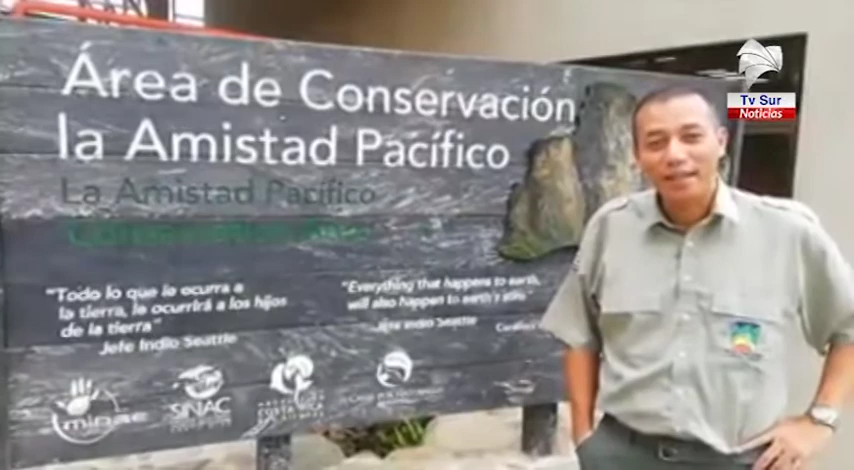 Tv Sur
Noticias
Área de Conservación
la Amistad Pacífico
La Amistad Pacífico
"Todo lo que le ocurra a
la tierra, le ocurrirá a los hijos
de la tierra"
Jefe Indio Seattle
"Everything that happens to earth,
will also happen to earth's
Jefe Indio Seattle
minae
SINAC
COSTA RICA